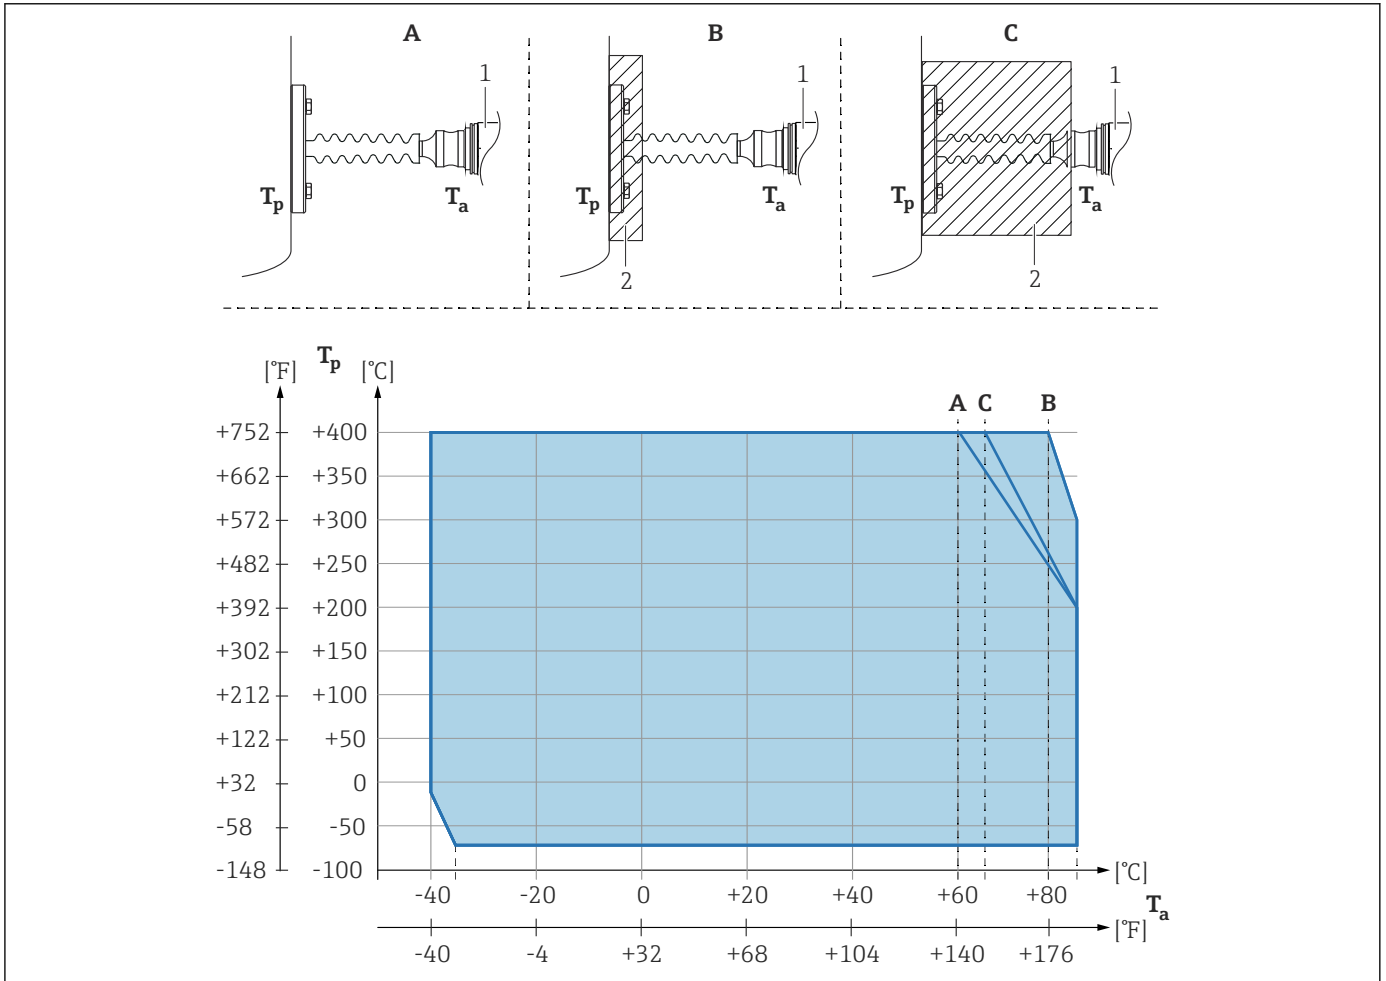 A
B
C
1
1
1
Tp
Ta
Tp
Ta
Tp
Ta
2
2
Tp
[°F]
[°C]
A C B
+752 +400
+662 +350
+572 +300
+482 +250
+392 +200
+302 +150
+212 +100
+122 +50
+32 0
-58 -50
-148 -100
[°C]
-40 -20 0 +20 +40 +60 +80
Ta
[°F]
-40 -4 +32 +68 +104 +140 +176